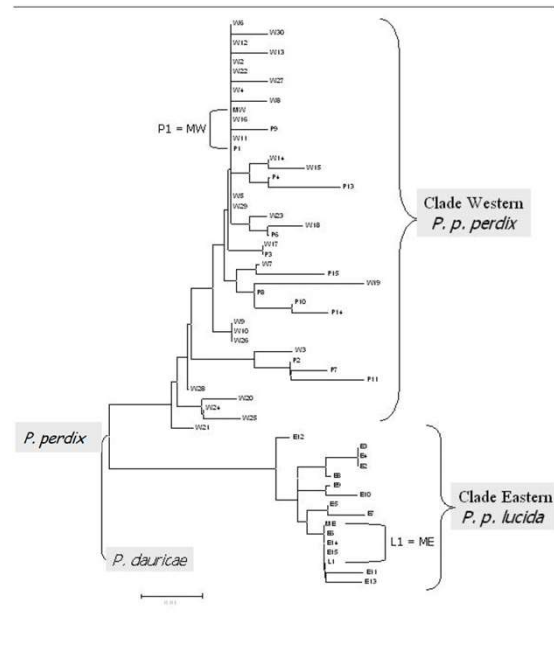 W6
W30
W12
W13
W2
W22
W27
W4
W8
MW
W16
P1 = MW
P9
W11
P1
W14
W15
P4
P13
W5
W29
Clade Western
P. p. perdix
W23
W18
P6
W17
P3
W7
P15
W19
P8
P10
P14
W9
W10
W26
W3
P2
P7
P11
W28
W20
W24
W25
W21
P. perdix
E12
E3
E4
E2
E8
E9
E10
Clade Eastern
P. p. lucida
E5
E7
ME
E6
E14
L1 = ME
E15
L1
E11
E13
P. dauricae